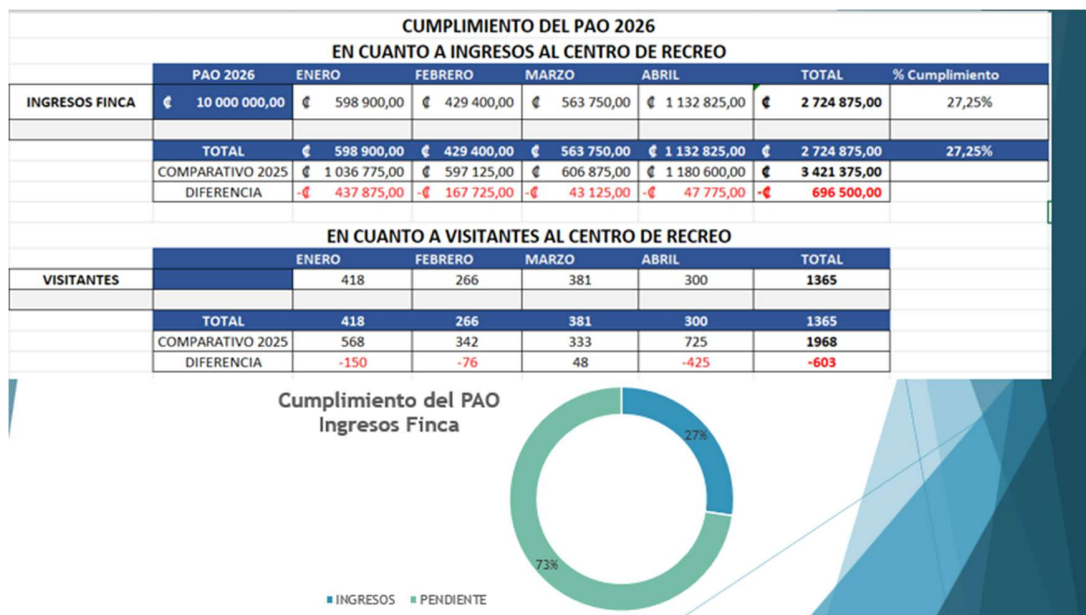 CUMPLIMIENTO DEL PAO 2026
EN CUANTO A INGRESOS AL CENTRO DE RECREO
PAO 2026 ENERO FEBRERO MARZO ABRIL TOTAL % Cumplimiento
INGRESOS FINCA ₡ 10 000 000,00 ₡ 598 900,00 ₡ 429 400,00 ₡ 563 750,00 ₡ 1 132 825,00 ₡ 2 724 875,00 27,25%
TOTAL ₡ 598 900,00 ₡ 429 400,00 ₡ 563 750,00 ₡ 1 132 825,00 ₡ 2 724 875,00 27,25%
COMPARATIVO 2025 ₡ 1 036 775,00 ₡ 597 125,00 ₡ 606 875,00 ₡ 1 180 600,00 ₡ 3 421 375,00
DIFERENCIA -₡ 437 875,00 -₡ 167 725,00 -₡ 43 125,00 -₡ 47 775,00 -₡ 696 500,00
EN CUANTO A VISITANTES AL CENTRO DE RECREO
ENERO FEBRERO MARZO ABRIL TOTAL
VISITANTES 418 266 381 300 1365
TOTAL 418 266 381 300 1365
COMPARATIVO 2025 568 342 333 725 1968
DIFERENCIA -150 -76 48 -425 -603
Cumplimiento del PAO
Ingresos Finca
27%
73%
INGRESOS PENDIENTE